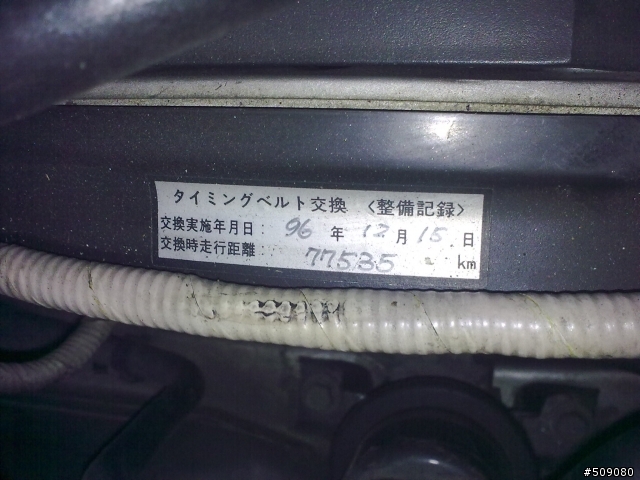 タイミングベルト交換 〈整備記録〉
交換実施年月日: 96 年 12 月 15 日
交換時走行距離: 77535 km
#509080